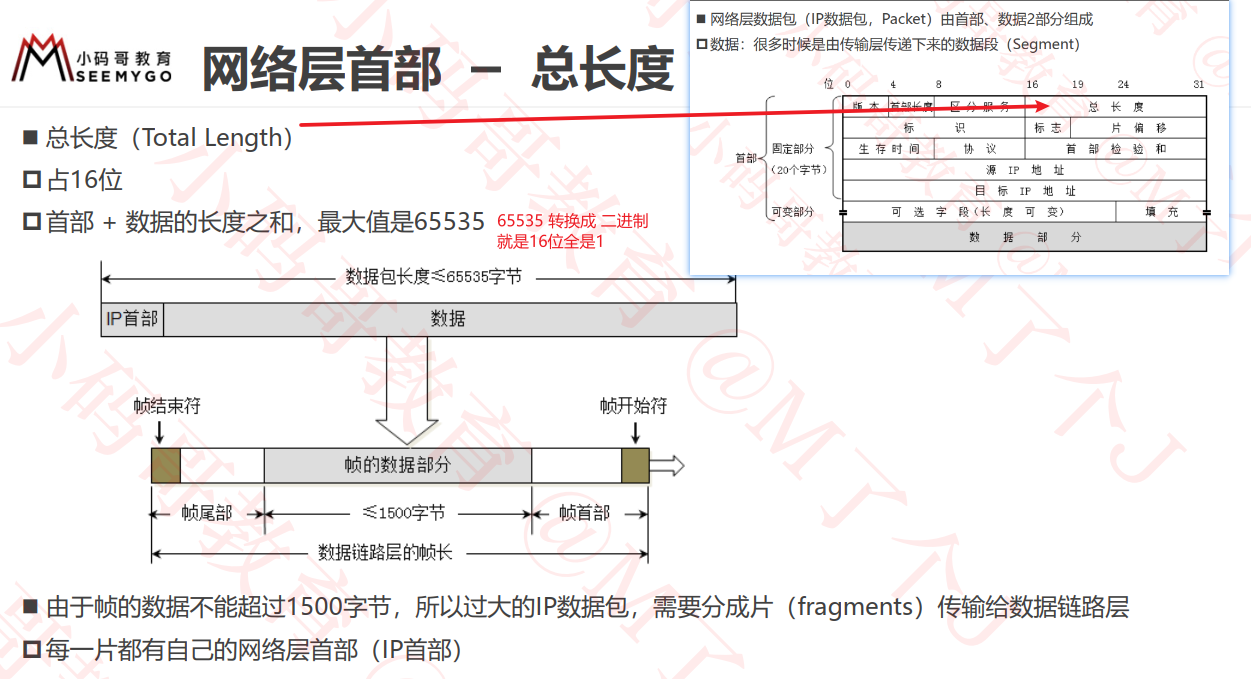 小码哥教育
SEEMYGO
网络层首部 – 总长度
■ 网络层数据包（IP数据包，Packet）由首部、数据2部分组成
数据：很多时候是由传输层传递下来的数据段（Segment）
位 0 4 8 16 19 24 31
版本 首部长度 区分服务 总长度
标识 标志 片偏移
生存时间 协议 首部检验和
源 IP 地址
目标 IP 地址
可选字段（长度可变） 填充
数据部分
首部
固定部分
（20个字节）
可变部分
■ 总长度（Total Length）
占16位
首部 + 数据的长度之和，最大值是65535
65535 转换成 二进制
就是16位全是1
数据包长度≤65535字节
IP首部 数据
帧结束符 帧开始符
帧的数据部分
帧尾部 ≤1500字节 帧首部
数据链路层的帧长
■ 由于帧的数据不能超过1500字节，所以过大的IP数据包，需要分成片（fragments）传输给数据链路层
每一片都有自己的网络层首部（IP首部）
小码哥教育 @M了个J